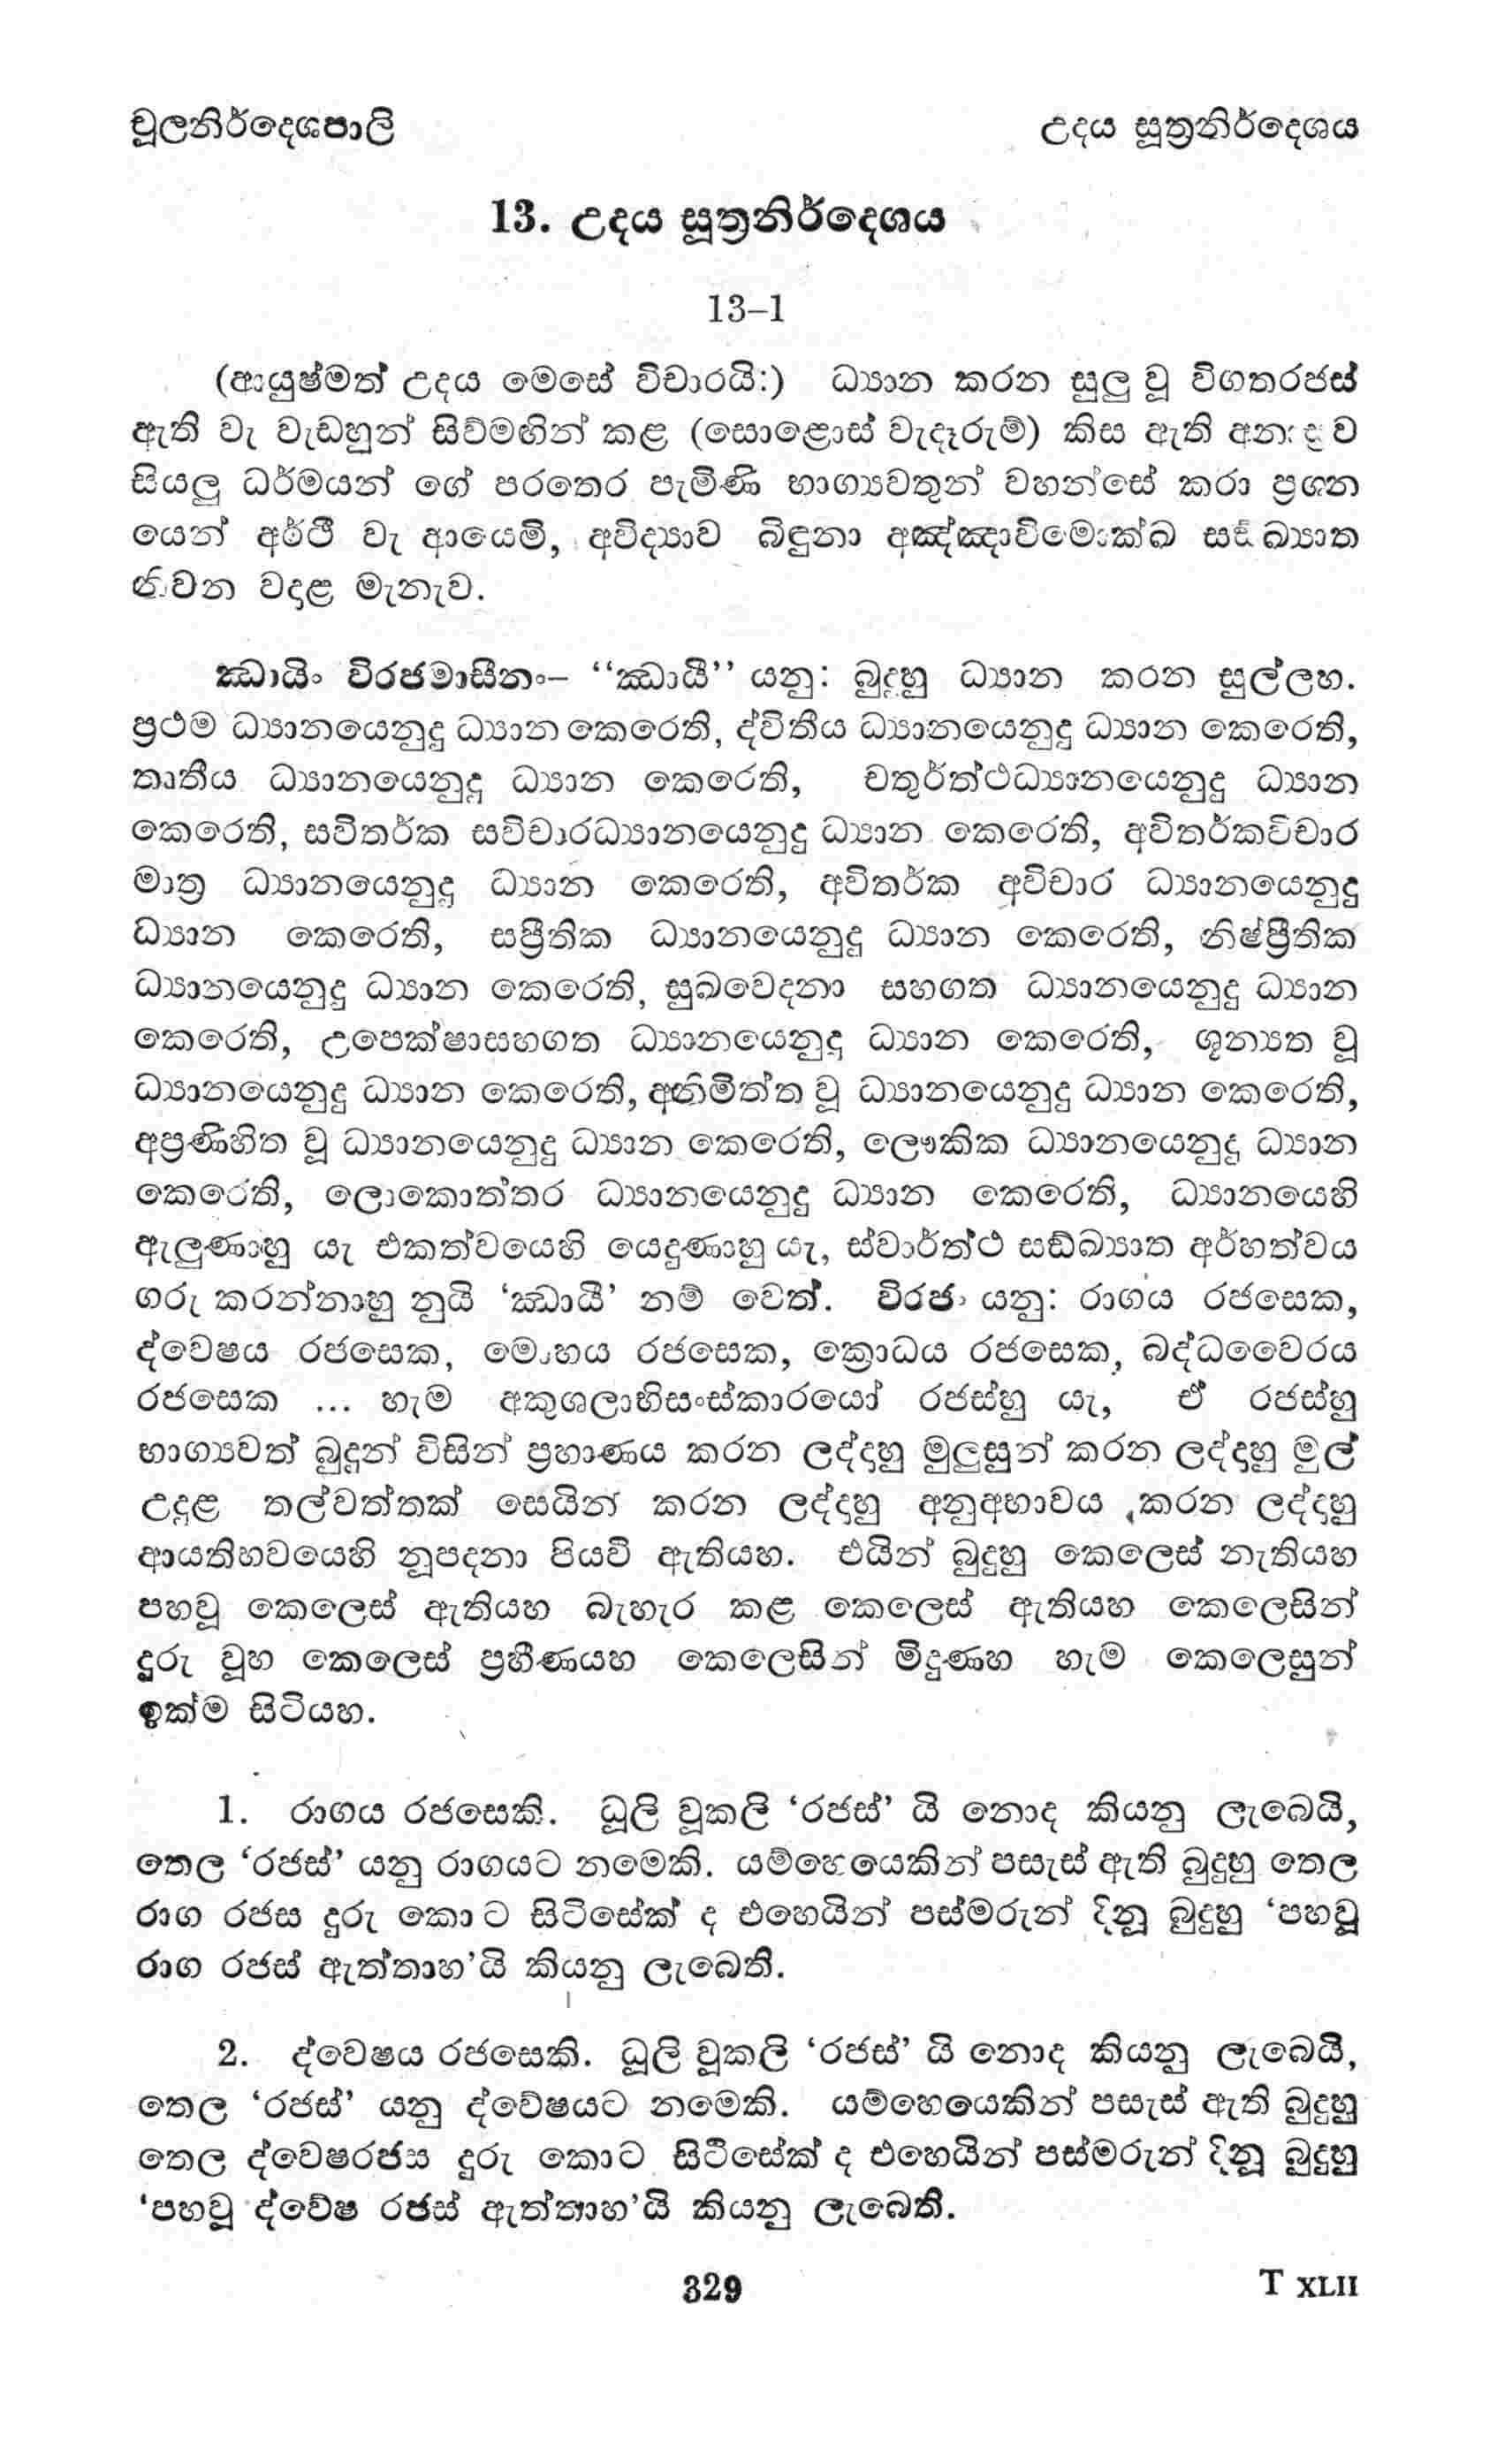 චූලනිර්දෙශපාලි
උදය සූත්‍රනිර්දෙශය
13. උදය සූත්‍රනිර්දෙශය
13–1
(ආයුෂ්මත් උදය මෙසේ විචාරයි:) ධ්‍යාන කරන සුලු වූ විගතරජස්
ඇති වැ වැඩහුන් සිව්මඟින් කළ (සොළොස් වැදෑරුම්) කිස ඇති අනාශ්‍රව
සියලු ධර්මයන් ගේ පරතෙර පැමිණි භාග්‍යවතුන් වහන්සේ කරා ප්‍රශ්න
යෙන් අර්ථී වැ ආයෙමි, අවිද්‍යාව බිඳුනා අඤ්ඤාවිමොක්ඛ සඞ්ඛ්‍යාත
නිවන වදාළ මැනැව.
ඣායිං විරජමාසීනං– “ඣායී” යනු: බුදුහු ධ්‍යාන කරන සුල්ලහ.
ප්‍රථම ධ්‍යානයෙනුදු ධ්‍යාන කෙරෙති, ද්විතීය ධ්‍යානයෙනුදු ධ්‍යාන කෙරෙති,
තෘතීය ධ්‍යානයෙනුදු ධ්‍යාන කෙරෙති, චතුර්ත්ථධ්‍යානයෙනුදු ධ්‍යාන
කෙරෙති, සවිතර්ක සවිචාරධ්‍යානයෙනුදු ධ්‍යාන කෙරෙති, අවිතර්කවිචාර
මාත්‍ර ධ්‍යානයෙනුදු ධ්‍යාන කෙරෙති, අවිතර්ක අවිචාර ධ්‍යානයෙනුදු
ධ්‍යාන කෙරෙති, සප්‍රීතික ධ්‍යානයෙනුදු ධ්‍යාන කෙරෙති, නිෂ්ප්‍රීතික
ධ්‍යානයෙනුදු ධ්‍යාන කෙරෙති, සුඛවෙදනා සහගත ධ්‍යානයෙනුදු ධ්‍යාන
කෙරෙති, උපෙක්ෂාසහගත ධ්‍යානයෙනුදු ධ්‍යාන කෙරෙති, ශූන්‍යත වූ
ධ්‍යානයෙනුදු ධ්‍යාන කෙරෙති, අනිමිත්ත වූ ධ්‍යානයෙනුදු ධ්‍යාන කෙරෙති,
අප්‍රණිහිත වූ ධ්‍යානයෙනුදු ධ්‍යාන කෙරෙති, ලෞකික ධ්‍යානයෙනුදු ධ්‍යාන
කෙරෙති, ලොකොත්තර ධ්‍යානයෙනුදු ධ්‍යාන කෙරෙති, ධ්‍යානයෙහි
ඇලුණාහු යැ එකත්වයෙහි යෙදුණාහු යැ, ස්වාර්ත්ථ සඞ්ඛ්‍යාත අර්හත්වය
ගරු කරන්නාහු නුයි ‘ඣායී’ නම් වෙත්. විරජං යනු: රාගය රජසෙක,
ද්වෙෂය රජසෙක, මොහය රජසෙක, ක්‍රොධය රජසෙක, බද්ධවෛරය
රජසෙක ... හැම අකුශලාභිසංස්කාරයෝ රජස්හු යැ, ඒ රජස්හු
භාග්‍යවත් බුදුන් විසින් ප්‍රහාණය කරන ලද්දාහු මුලුසුන් කරන ලද්දාහු මුල්
උදුළ තල්වත්තක් සෙයින් කරන ලද්දාහු අනුඅභාවය කරන ලද්දාහු
ආයතිභවයෙහි නූපදනා පියවි ඇතියහ. එයින් බුදුහු කෙලෙස් නැතියහ
පහවූ කෙලෙස් ඇතියහ බැහැර කළ කෙලෙස් ඇතියහ කෙලෙසින්
දුරු වූහ කෙලෙස් ප්‍රහීණයහ කෙලෙසින් මිදුණහ හැම කෙලෙසුන්
ඉක්ම සිටියහ.
1. රාගය රජසෙකි. ධූලි වූකලි ‘රජස්’ යි නොද කියනු ලැබෙයි,
තෙල ‘රජස්’ යනු රාගයට නමෙකි. යම්හෙයෙකින් පසැස් ඇති බුදුහු තෙල
රාග රජස දුරු කො ට සිටිසේක් ද එහෙයින් පස්මරුන් දිනූ බුදුහු ‘පහවූ
රාග රජස් ඇත්තාහ’යි කියනු ලැබෙති.
2. ද්වෙෂය රජසෙකි. ධූලි වූකලි ‘රජස්’ යි නොද කියනු ලැබෙයි,
තෙල ‘රජස්’ යනු ද්වේෂයට නමෙකි. යම්හෙයෙකින් පසැස් ඇති බුදුහු
තෙල ද්වෙෂරජස දුරු කොට සිටිසේක් ද එහෙයින් පස්මරුන් දිනූ බුදුහු
‘පහවූ ද්වේෂ රජස් ඇත්තාහ’යි කියනු ලැබෙති.
329
T XLII